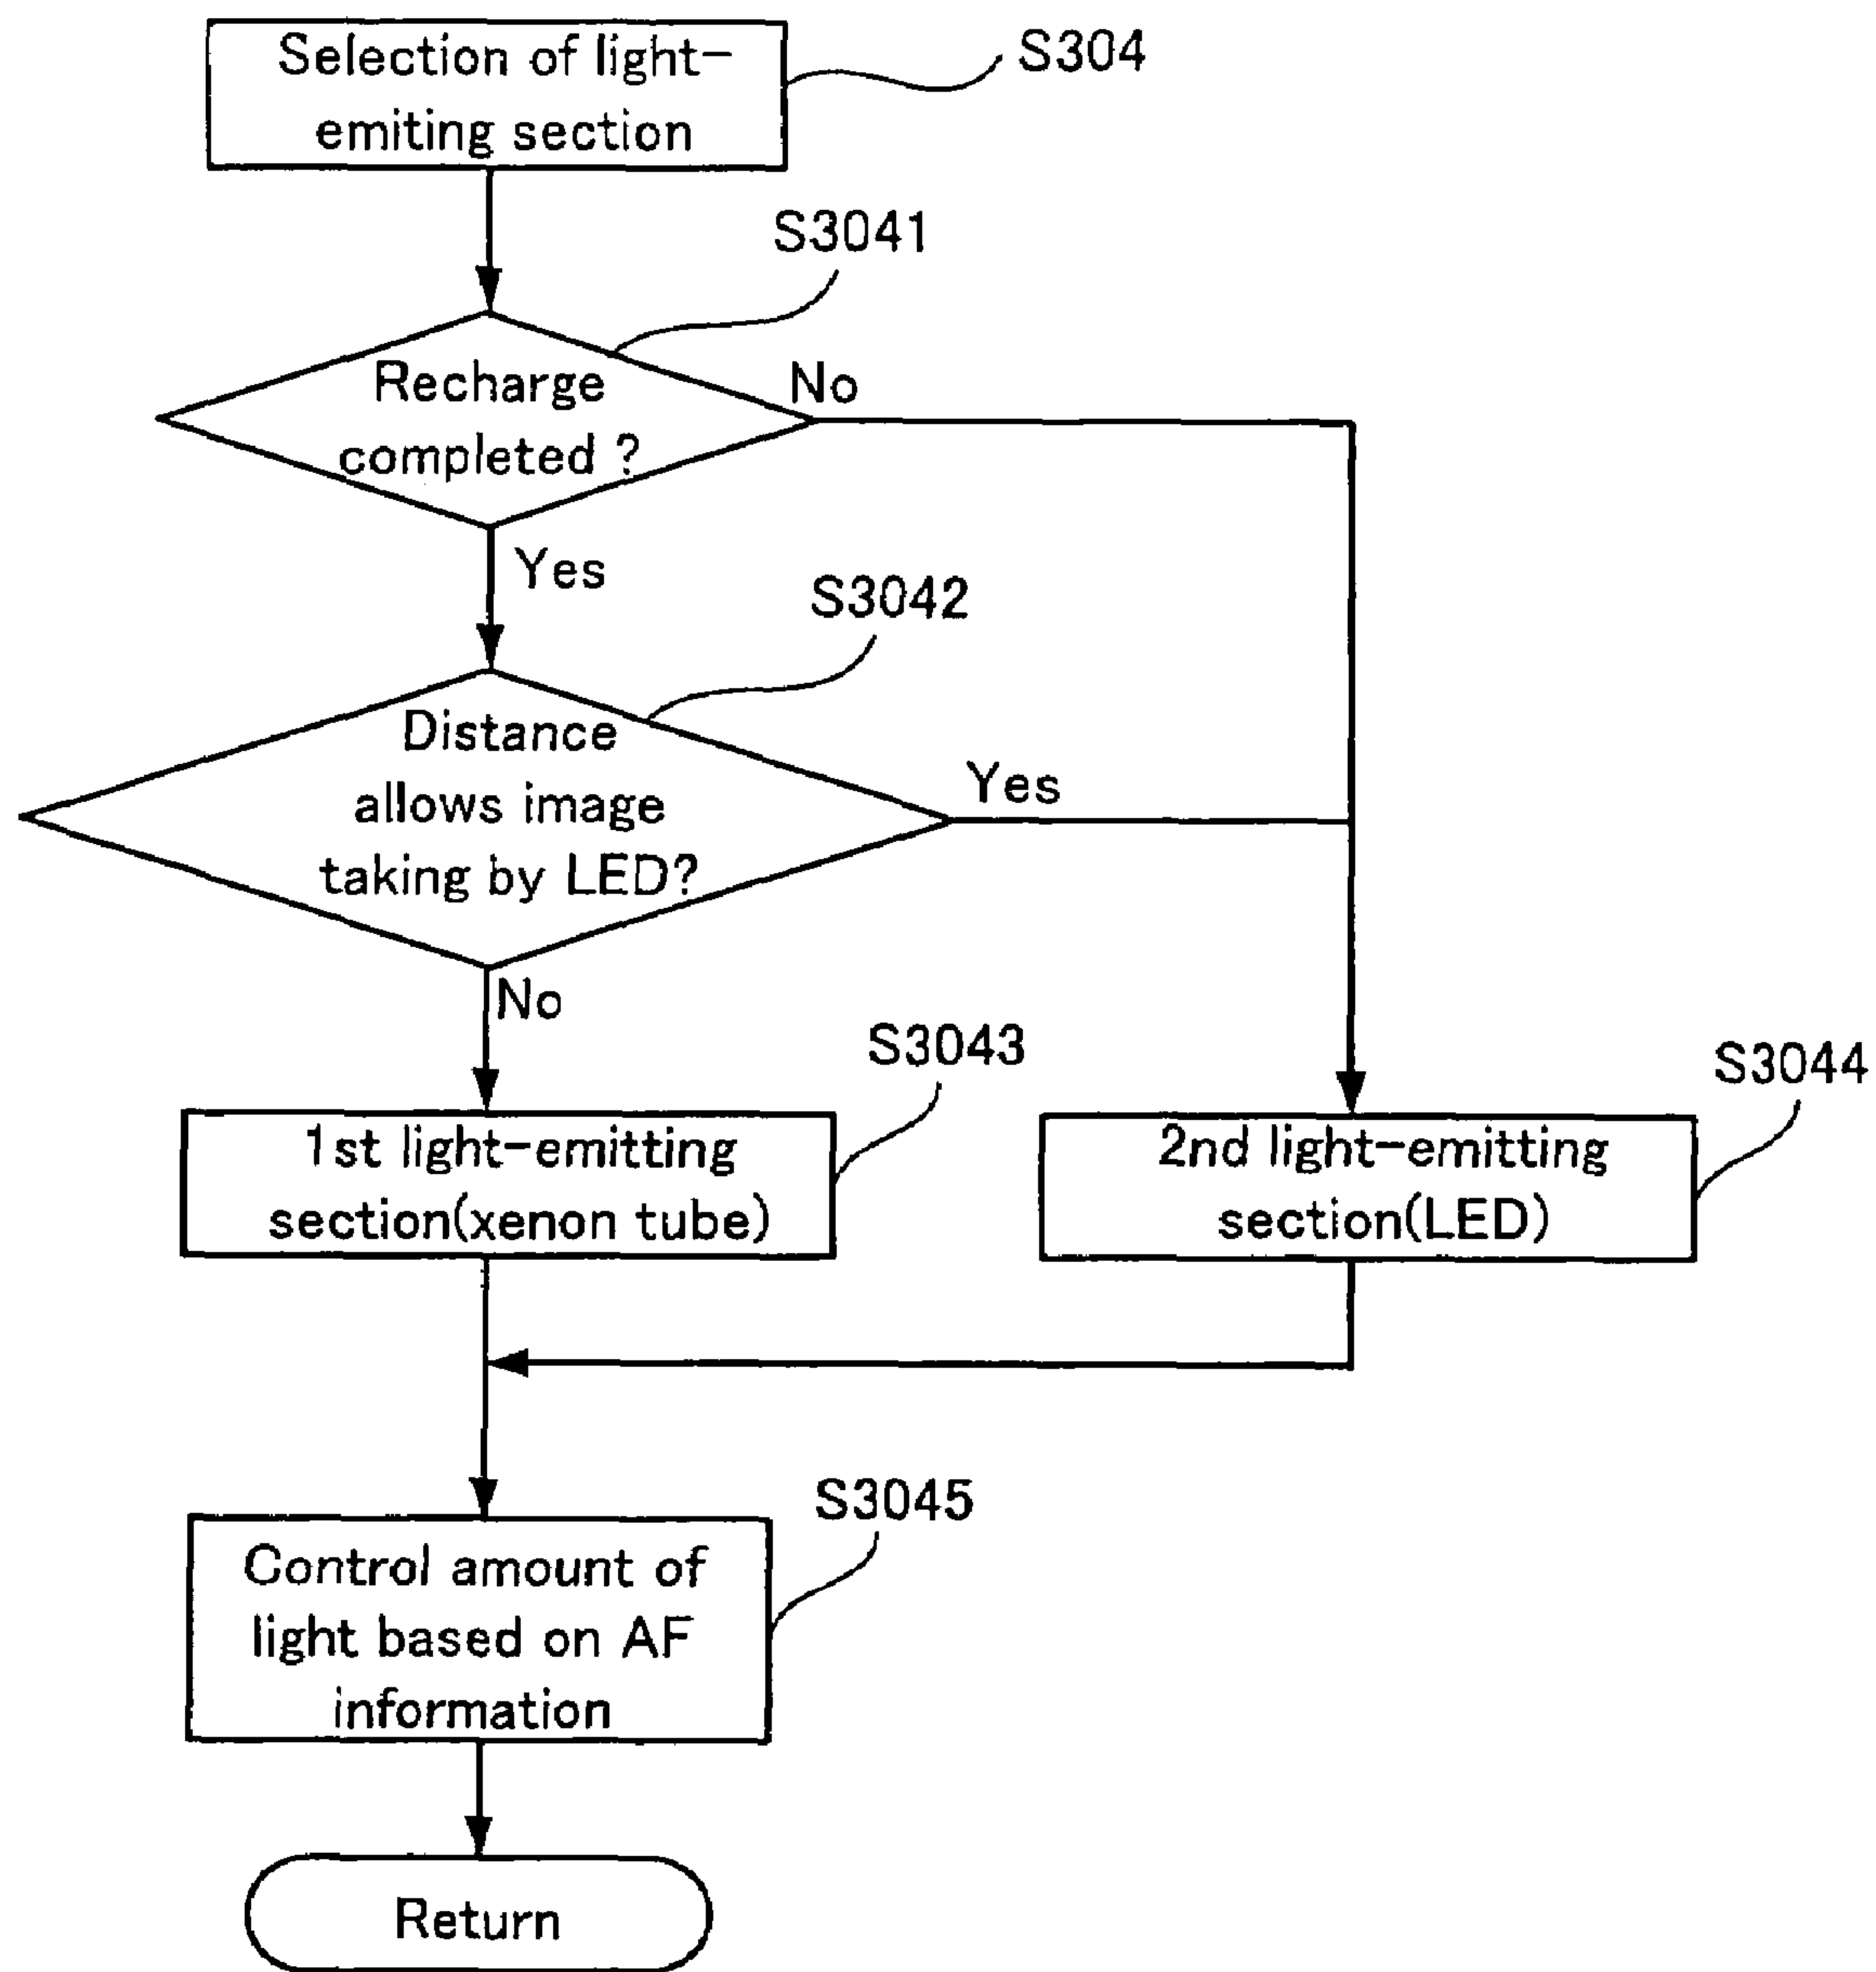 Selection of light-
emiting section
S304
S3041
Recharge
completed ?
No
Yes
S3042
Distance
allows image
taking by LED?
Yes
No
S3043
1st light-emitting
section(xenon tube)
S3044
2nd light-emitting
section(LED)
S3045
Control amount of
light based on AF
information
Return